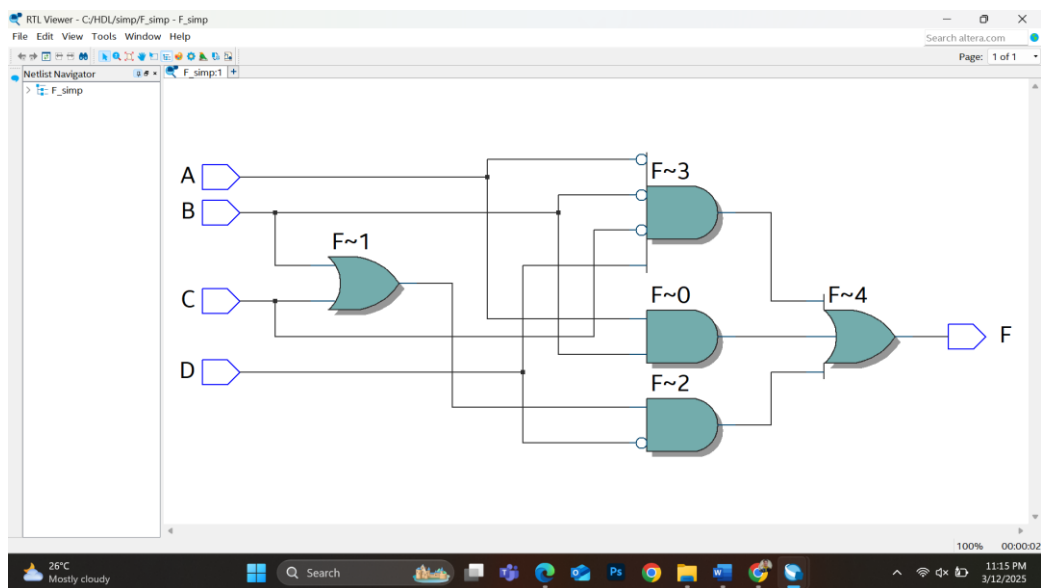 RTL Viewer - C:/HDL/simp/F_simp - F_simp
File Edit View Tools Window Help
Search altera.com
Page: 1 of 1
Netlist Navigator
F_simp:1
F_simp
A
B
C
D
F~1
F~3
F~0
F~2
F~4
F
100% 00:00:02
26°C
Mostly cloudy
Search
11:15 PM
3/12/2025